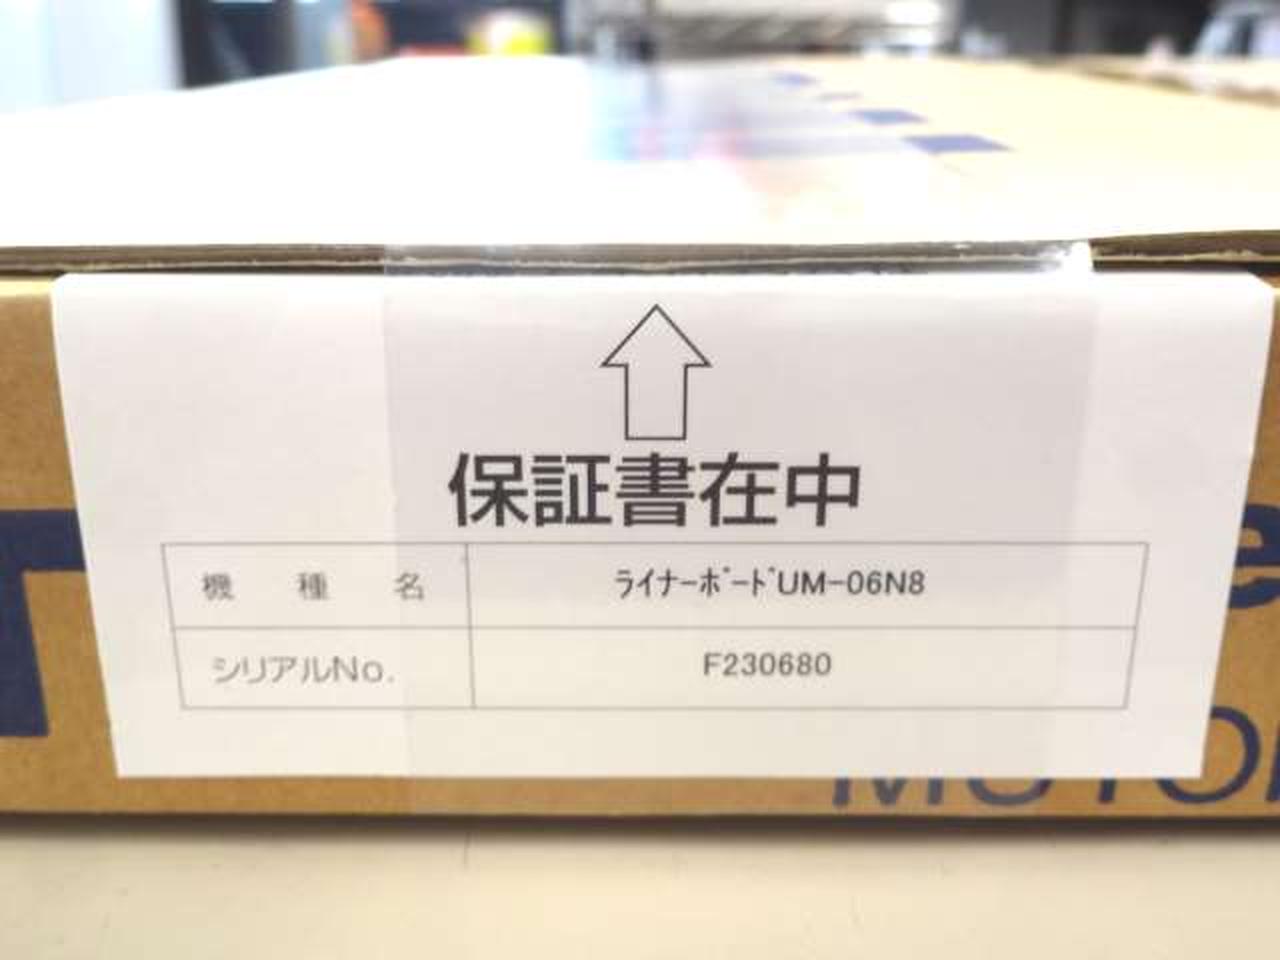 保証書在中
機種名 ﾗｲﾅｰﾎﾞｰﾄﾞUM-06N8
シリアルNo. F230680